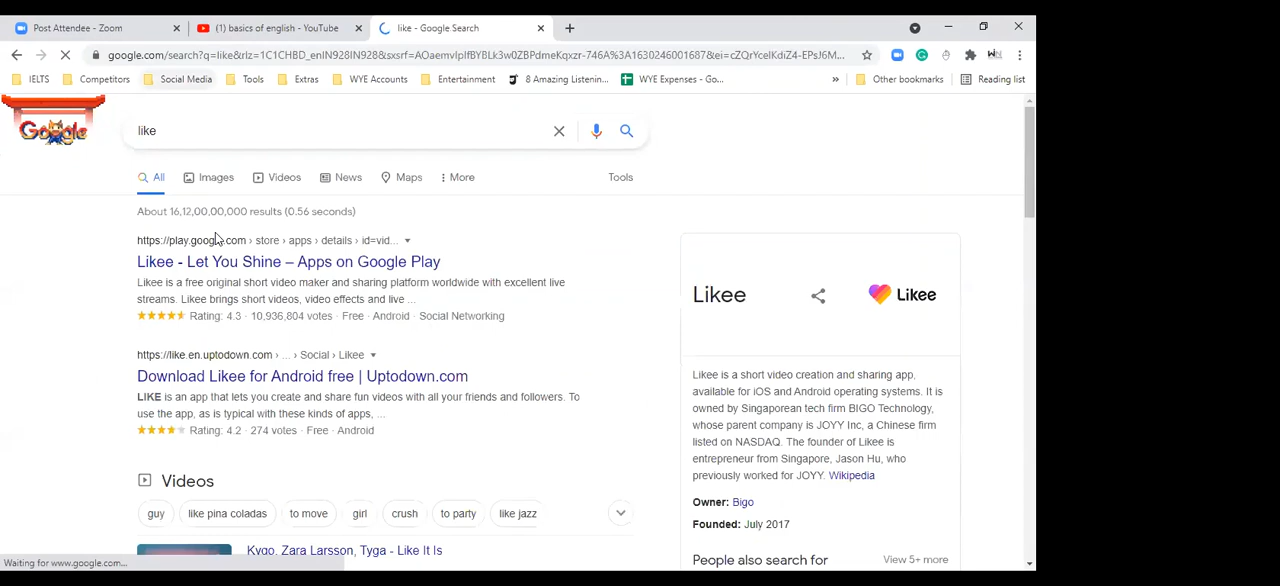 Post Attendee - Zoom
(1) basics of english - YouTube
like - Google Search
google.com/search?q=like&rlz=1C1CHBD_enIN928IN928&sxsrf=
IELTS
Competitors
Social Media
Tools
Extras
WYE Accounts
Entertainment
8 Amazing Listenin...
WYE Expenses - Go...
»
Other bookmarks
Reading list
Google
like
All
Images
Videos
News
Maps
More
Tools
About 16,12,00,00,000 results (0.56 seconds)
https://play.google.com › store › apps › details › id=vid...
Likee - Let You Shine – Apps on Google Play
Likee is a free original short video maker and sharing platform worldwide with excellent live
streams. Likee brings short videos, video effects and live ...
Rating: 4.3 · 10,936,804 votes · Free · Android · Social Networking
https://like.en.uptodown.com › ... › Social › Likee
Download Likee for Android free | Uptodown.com
LIKE is an app that lets you create and share fun videos with all your friends and followers. To
use the app, as is typical with these kinds of apps, ...
Rating: 4.2 · 274 votes · Free · Android
Videos
guy
like pina coladas
to move
girl
crush
to party
like jazz
Kygo, Zara Larsson, Tyga - Like It Is
Likee
Likee
Likee is a short video creation and sharing app,
available for iOS and Android operating systems. It is
owned by Singaporean tech firm BIGO Technology,
whose parent company is JOYY Inc, a Chinese firm
listed on NASDAQ. The founder of Likee is
entrepreneur from Singapore, Jason Hu, who
previously worked for JOYY. Wikipedia
Owner: Bigo
Founded: July 2017
People also search for
View 5+ more
Waiting for www.google.com...